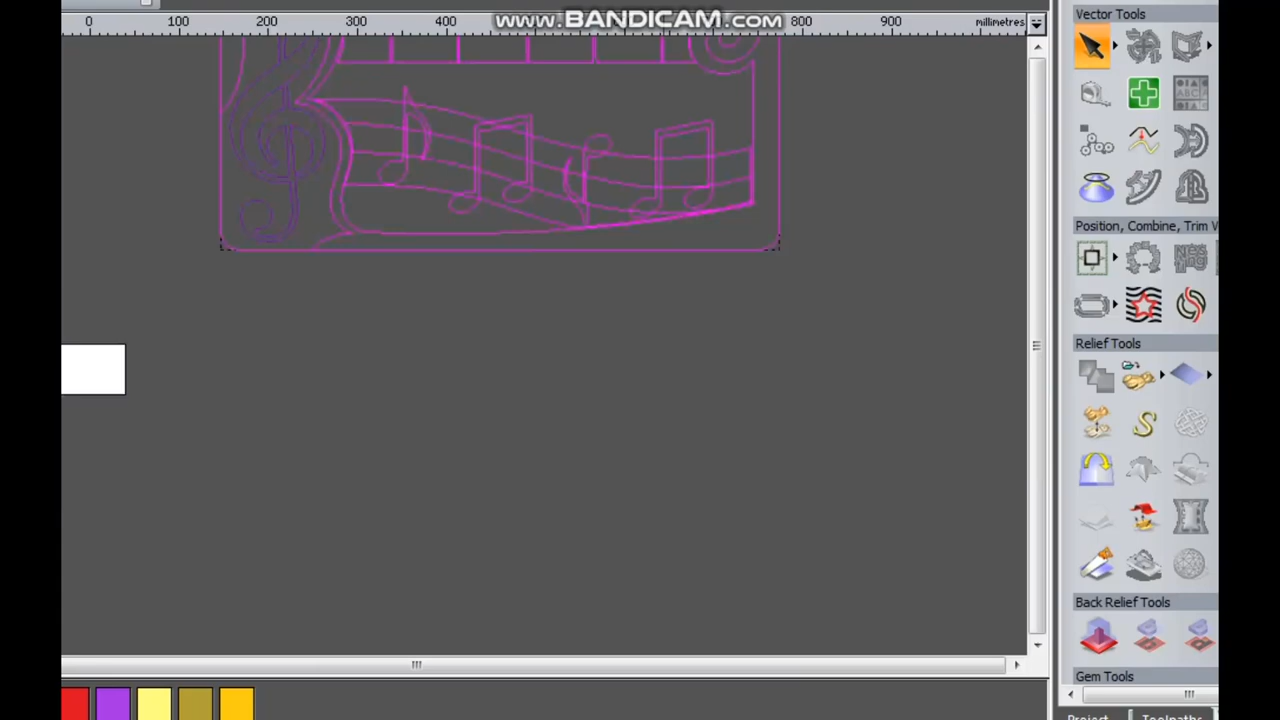 0 100 200 300 400 800 900 millimetres
www.BANDICAM.com
Vector Tools
Position, Combine, Trim V
Relief Tools
Back Relief Tools
Gem Tools
Project Toolpaths